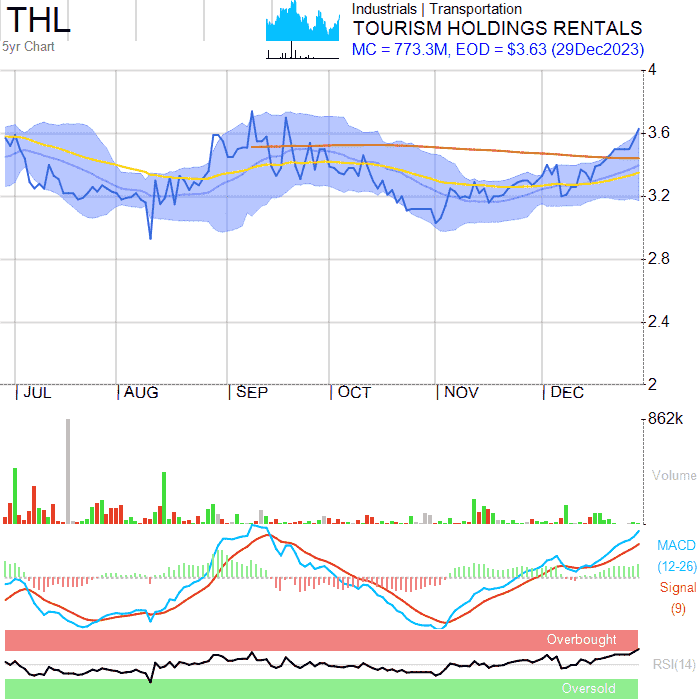 THL
5yr Chart
Industrials | Transportation
TOURISM HOLDINGS RENTALS
MC = 773.3M, EOD = $3.63 (29Dec2023)
4
3.6
3.2
2.8
2.4
2
JUL
AUG
SEP
OCT
NOV
DEC
862k
Volume
MACD
(12-26)
Signal
(9)
Overbought
RSI(14)
Oversold